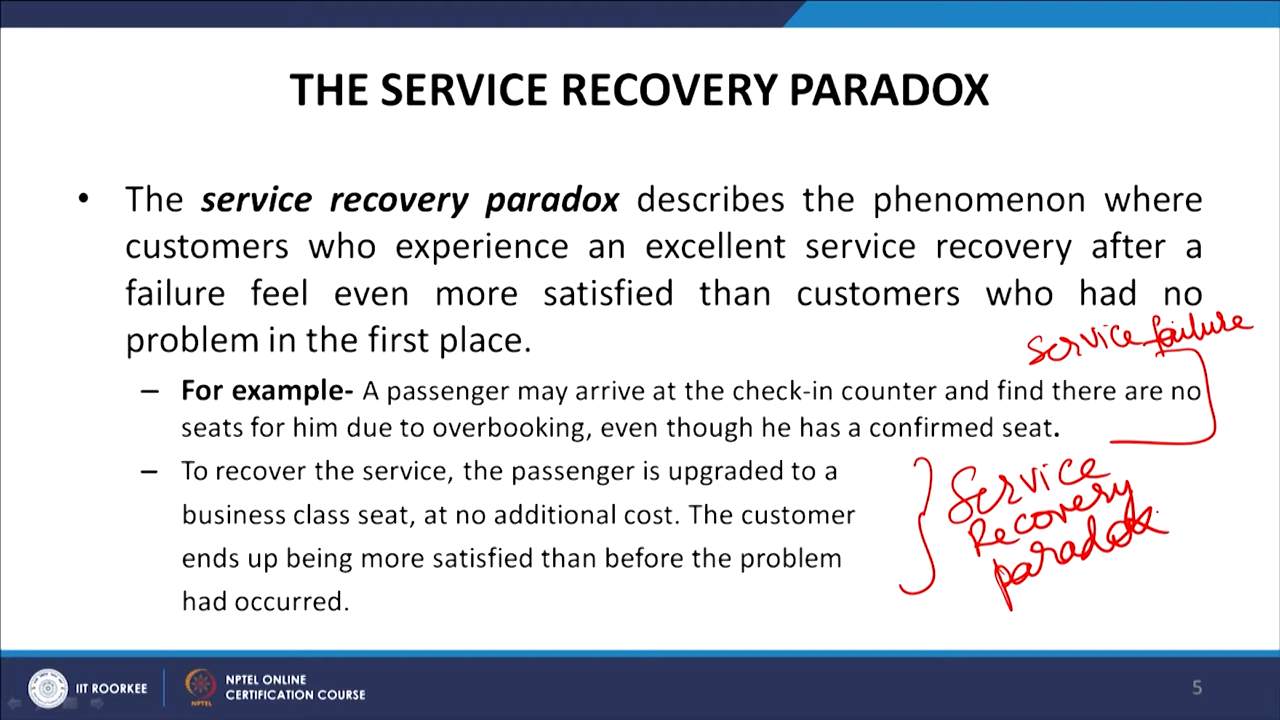 THE SERVICE RECOVERY PARADOX
• The service recovery paradox describes the phenomenon where
customers who experience an excellent service recovery after a
failure feel even more satisfied than customers who had no
problem in the first place.
Service failure
– For example- A passenger may arrive at the check-in counter and find there are no
seats for him due to overbooking, even though he has a confirmed seat.
– To recover the service, the passenger is upgraded to a
business class seat, at no additional cost. The customer
ends up being more satisfied than before the problem
had occurred.
Service
Recovery
paradox
IIT ROORKEE
NPTEL ONLINE
CERTIFICATION COURSE
NPTEL
5